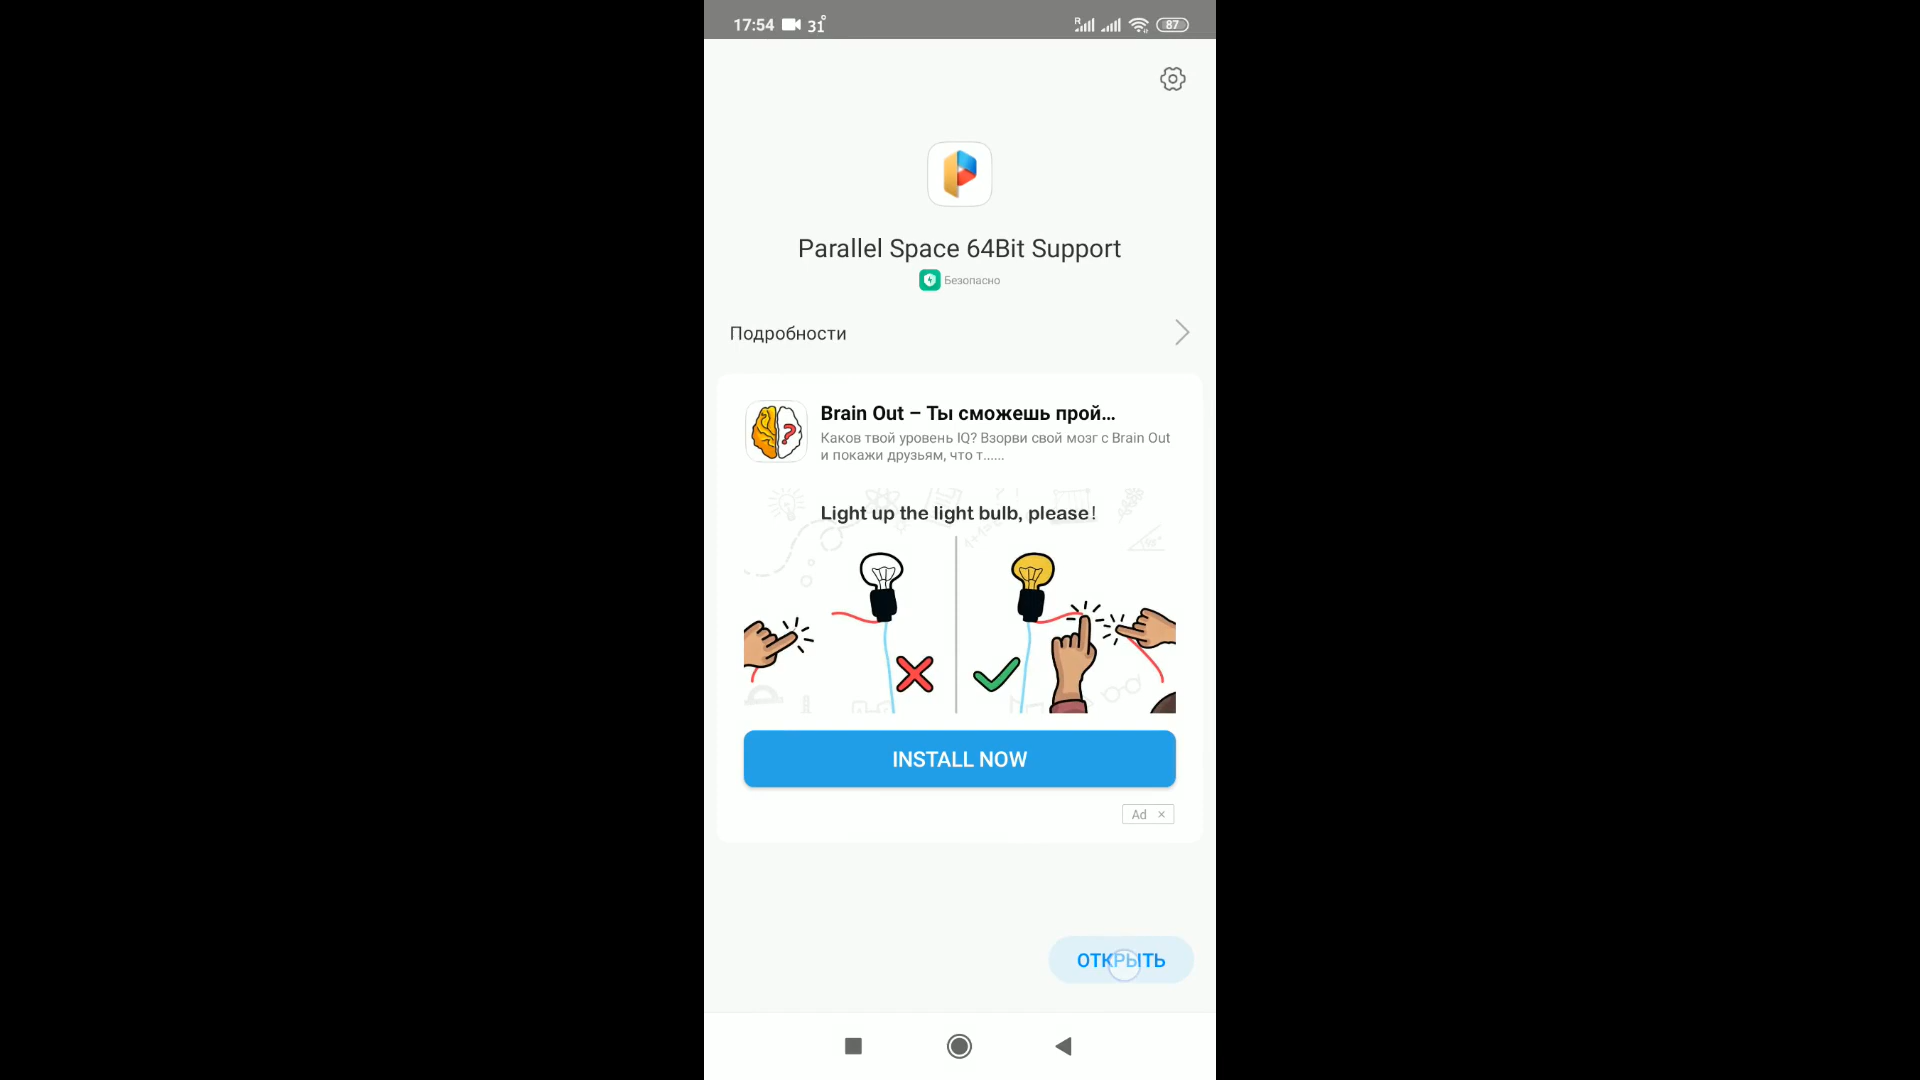 17:54 31°
R 87
Parallel Space 64Bit Support
Безопасно
Подробности
Brain Out – Ты сможешь прой...
Каков твой уровень IQ? Взорви свой мозг с Brain Out
и покажи друзьям, что т......
Light up the light bulb, please!
INSTALL NOW
Ad ×
ОТКРЫТЬ